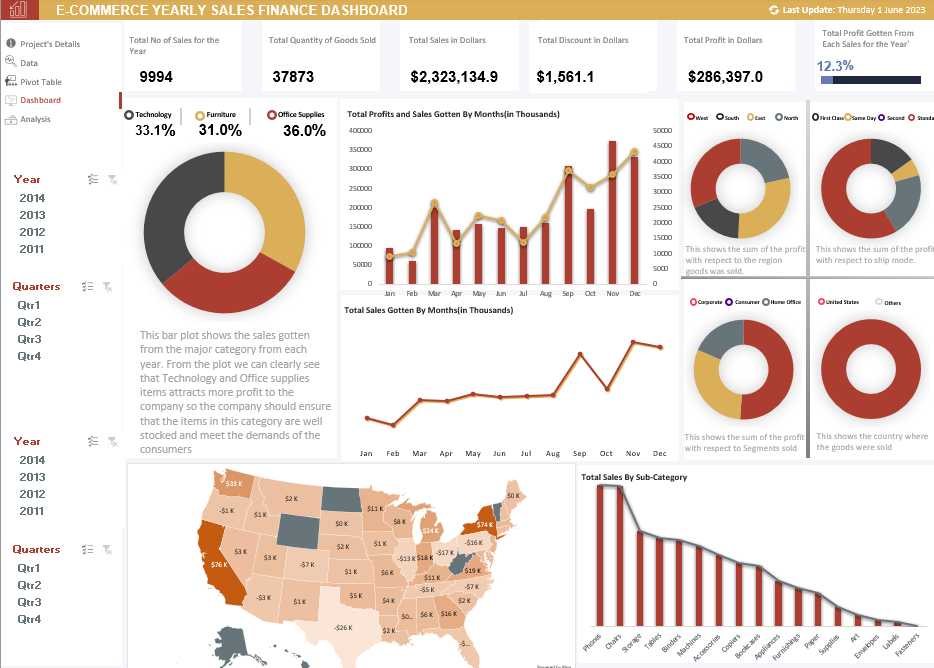 E-COMMERCE YEARLY SALES FINANCE DASHBOARD
Last Update: Thursday 1 June 2023
Project's Details
Data
Pivot Table
Dashboard
Analysis
Total No of Sales for the
Year
9994
Total Quantity of Goods Sold
37873
Total Sales in Dollars
$2,323,134.9
Total Discount in Dollars
$1,561.1
Total Profit in Dollars
$286,397.0
Total Profit Gotten From
Each Sales for the Year
12.3%
Year
2014
2013
2012
2011
Quarters
Qtr1
Qtr2
Qtr3
Qtr4
Year
2014
2013
2012
2011
Quarters
Qtr1
Qtr2
Qtr3
Qtr4
Technology
33.1%
Furniture
31.0%
Office Supplies
36.0%
This bar plot shows the sales gotten
from the major category from each
year. From the plot we can clearly see
that Technology and Office supplies
items attracts more profit to the
company so the company should ensure
that the items in this category are well
stocked and meet the demands of the
consumers
Total Profits and Sales Gotten By Months(in Thousands)
400000
350000
300000
250000
200000
150000
100000
50000
0
50000
45000
40000
35000
30000
25000
20000
15000
10000
5000
0
Jan Feb Mar Apr May Jun Jul Aug Sep Oct Nov Dec
Total Sales Gotten By Months(in Thousands)
Jan Feb Mar Apr May Jun Jul Aug Sep Oct Nov Dec
West South East North
This shows the sum of the profit
with respect to the region
goods was sold.
First Class Same Day Second Standa
This shows the sum of the profit
with respect to ship mode.
Corporate Consumer Home Office
This shows the sum of the profit
with respect to Segments sold
United States Others
This shows the country where
the goods were sold
$33 K
-$1 K
$1 K
$2 K
$0 K
$11 K
$8 K
$24 K
$74 K
$0 K
$76 K
$3 K
$3 K
-$7 K
$2 K
$1 K
$1 K
$6 K
-$13 K
$18 K
-$17 K
-$16 K
$19 K
$11 K
-$5 K
-$7 K
$2 K
-$3 K
$1 K
$5 K
$4 K
-$26 K
$2 K
$0...
$6 K
$16 K
-$...
Powered by Bing
Total Sales By Sub-Category
Phones
Chairs
Storage
Tables
Binders
Machines
Accessories
Copiers
Bookcases
Appliances
Furnishings
Paper
Supplies
Art
Envelopes
Labels
Fasteners